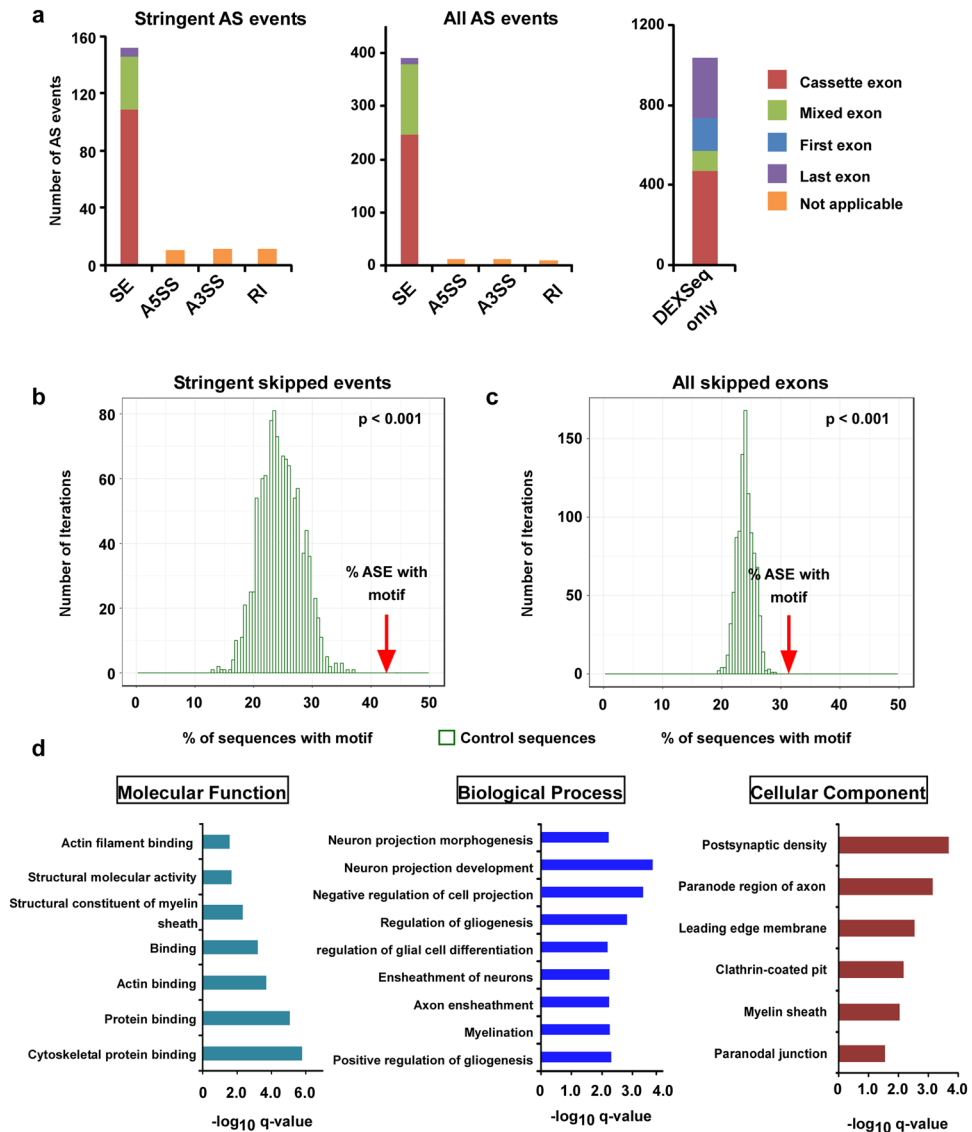 a
Stringent AS events
Number of AS events
160
120
80
40
0
SE
A5SS
A3SS
RI
All AS events
400
300
200
100
0
SE
A5SS
A3SS
RI
1200
800
400
0
DEXSeq
only
Cassette exon
Mixed exon
First exon
Last exon
Not applicable
b
Stringent skipped events
p < 0.001
Number of Iterations
80
60
40
20
0
% ASE with
motif
0 10 20 30 40 50
% of sequences with motif
c
All skipped exons
p < 0.001
Number of Iterations
150
100
50
0
% ASE with
motif
0 10 20 30 40 50
% of sequences with motif
Control sequences
d
Molecular Function
Actin filament binding
Structural molecular activity
Structural constituent of myelin
sheath
Binding
Actin binding
Protein binding
Cytoskeletal protein binding
0 2.0 4.0 6.0
-log10 q-value
Biological Process
Neuron projection morphogenesis
Neuron projection development
Negative regulation of cell projection
Regulation of gliogenesis
regulation of glial cell differentiation
Ensheathment of neurons
Axon ensheathment
Myelination
Positive regulation of gliogenesis
0 1.0 2.0 3.0 4.0
-log10 q-value
Cellular Component
Postsynaptic density
Paranode region of axon
Leading edge membrane
Clathrin-coated pit
Myelin sheath
Paranodal junction
0 1.0 2.0 3.0 4.0
-log10 q-value